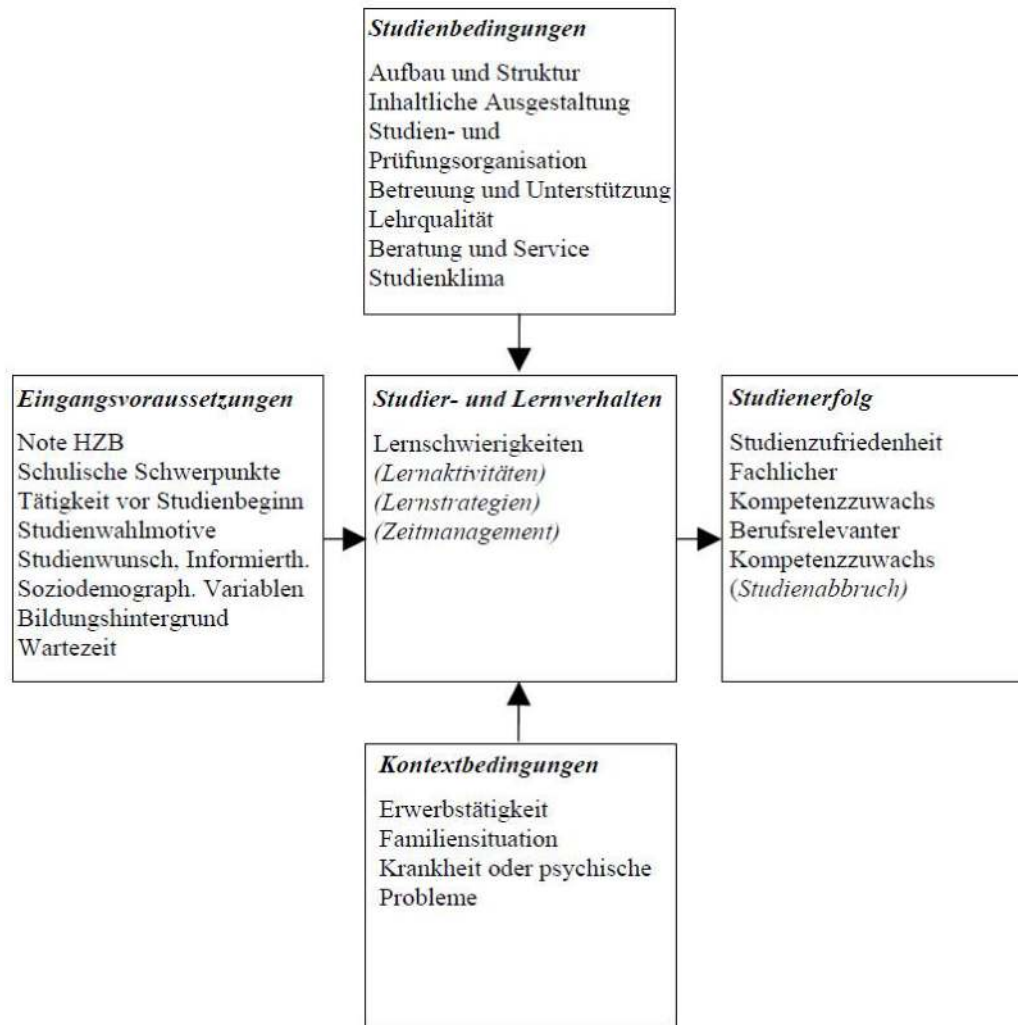 Studienbedingungen
Aufbau und Struktur
Inhaltliche Ausgestaltung
Studien- und
Prüfungsorganisation
Betreuung und Unterstützung
Lehrqualität
Beratung und Service
Studienklima
Eingangsvoraussetzungen
Note HZB
Schulische Schwerpunkte
Tätigkeit vor Studienbeginn
Studienwahlmotive
Studienwunsch, Informierth.
Soziodemograph. Variablen
Bildungshintergrund
Wartezeit
Studier- und Lernverhalten
Lernschwierigkeiten
(Lernaktivitäten)
(Lernstrategien)
(Zeitmanagement)
Studienerfolg
Studienzufriedenheit
Fachlicher
Kompetenzzuwachs
Berufsrelevanter
Kompetenzzuwachs
(Studienabbruch)
Kontextbedingungen
Erwerbstätigkeit
Familiensituation
Krankheit oder psychische
Probleme